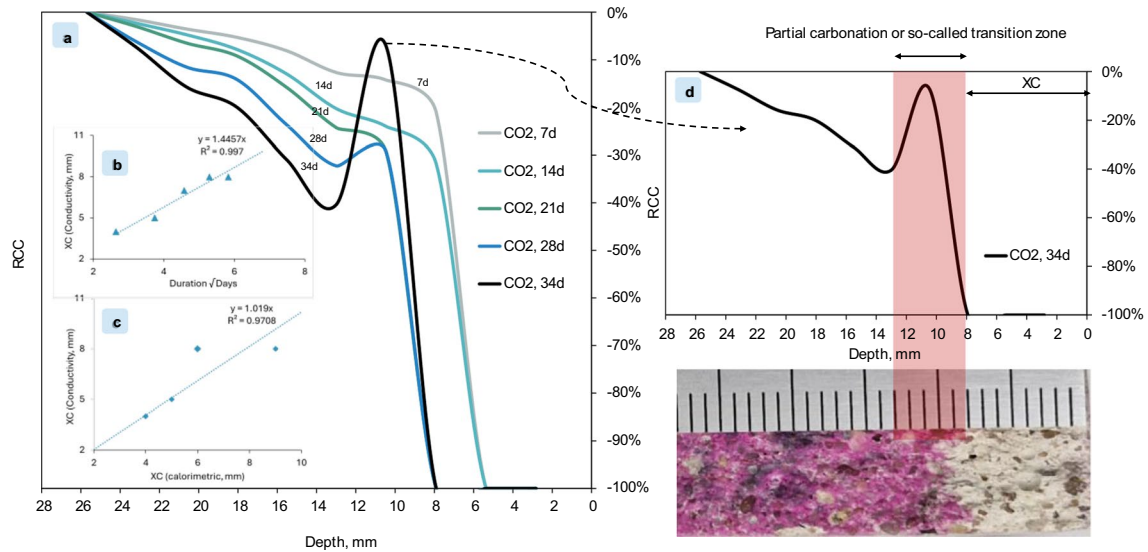 a
RCC
0%
-10%
-20%
-30%
-40%
-50%
-60%
-70%
-80%
-90%
-100%
28 26 24 22 20 18 16 14 12 10 8 6 4 2 0
Depth, mm
7d
14d
21d
28d
34d
CO2, 7d
CO2, 14d
CO2, 21d
CO2, 28d
CO2, 34d
b
y = 1.4457x
R² = 0.997
XC (Conductivity, mm)
11
8
5
2
2 4 6 8
Duration √Days
c
y = 1.019x
R² = 0.9708
XC (Conductivity, mm)
11
8
5
2
2 4 6 8 10
XC (calorimetric, mm)
Partial carbonation or so-called transition zone
d
XC
RCC
0%
-20%
-40%
-60%
-80%
-100%
CO2, 34d
28 26 24 22 20 18 16 14 12 10 8 6 4 2 0
Depth, mm